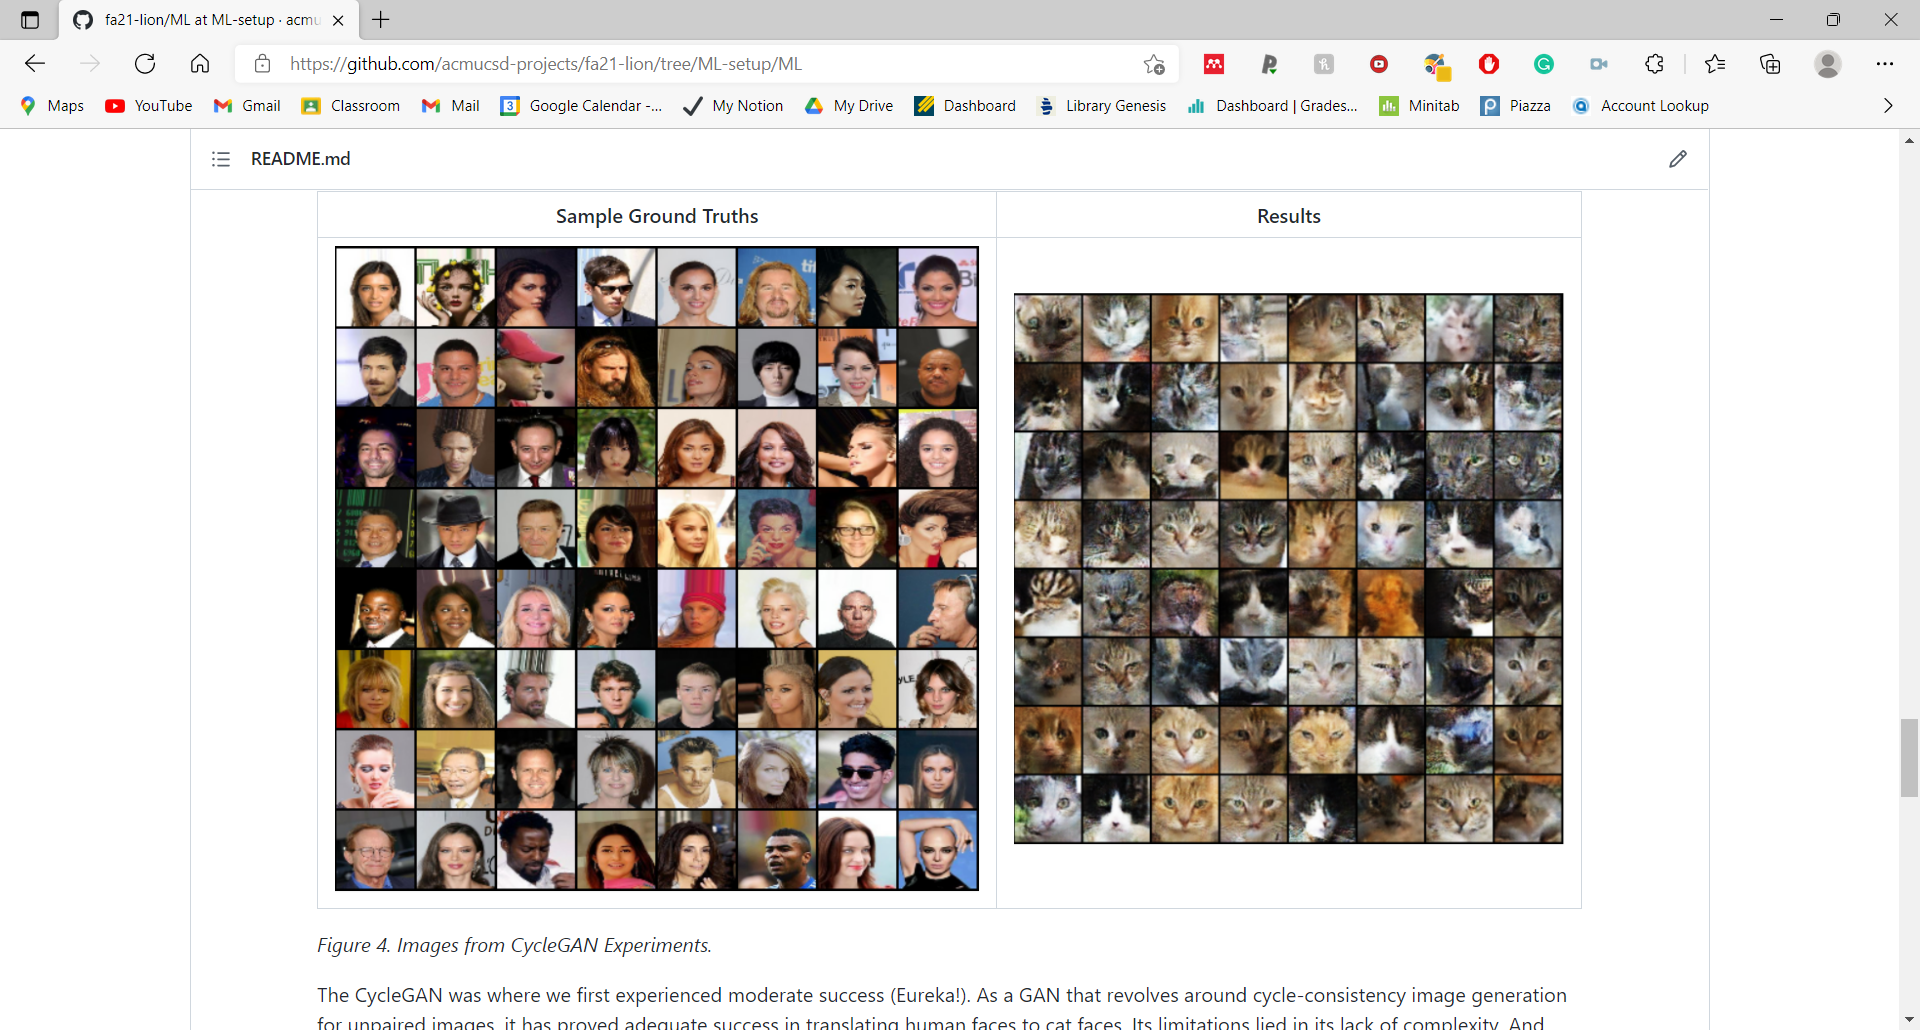 fa21-lion/ML at ML-setup · acmu
https://github.com/acmucsd-projects/fa21-lion/tree/ML-setup/ML
Maps YouTube Gmail Classroom Mail Google Calendar -... My Notion My Drive Dashboard Library Genesis Dashboard | Grades... Minitab Piazza Account Lookup
README.md
Sample Ground Truths Results
Figure 4. Images from CycleGAN Experiments.
The CycleGAN was where we first experienced moderate success (Eureka!). As a GAN that revolves around cycle-consistency image generation
for unpaired images, it has proved adequate success in translating human faces to cat faces. Its limitations lied in its lack of complexity. And